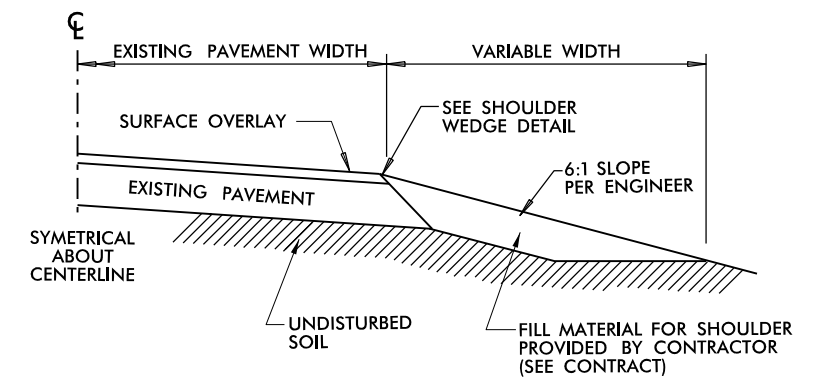 ℄
EXISTING PAVEMENT WIDTH
VARIABLE WIDTH
SURFACE OVERLAY
SEE SHOULDER
WEDGE DETAIL
6:1 SLOPE
PER ENGINEER
EXISTING PAVEMENT
SYMETRICAL
ABOUT
CENTERLINE
UNDISTURBED
SOIL
FILL MATERIAL FOR SHOULDER
PROVIDED BY CONTRACTOR
(SEE CONTRACT)